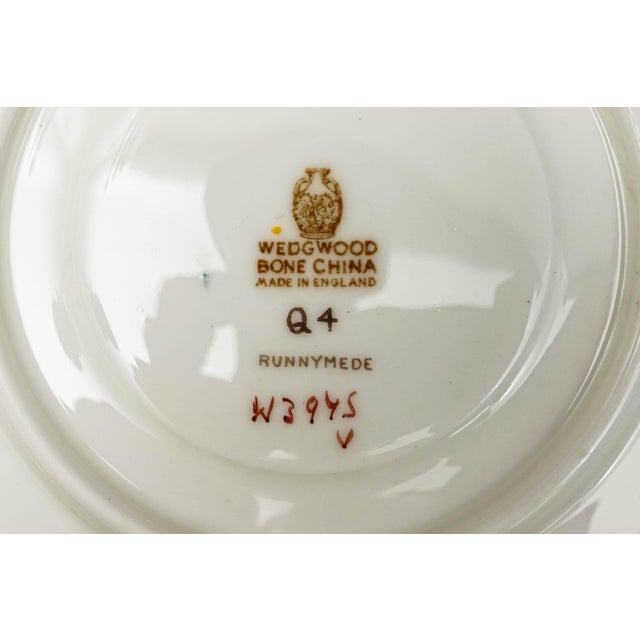 WEDGWOOD
BONE CHINA
MADE IN ENGLAND
Q4
RUNNYMEDE
W3945
V